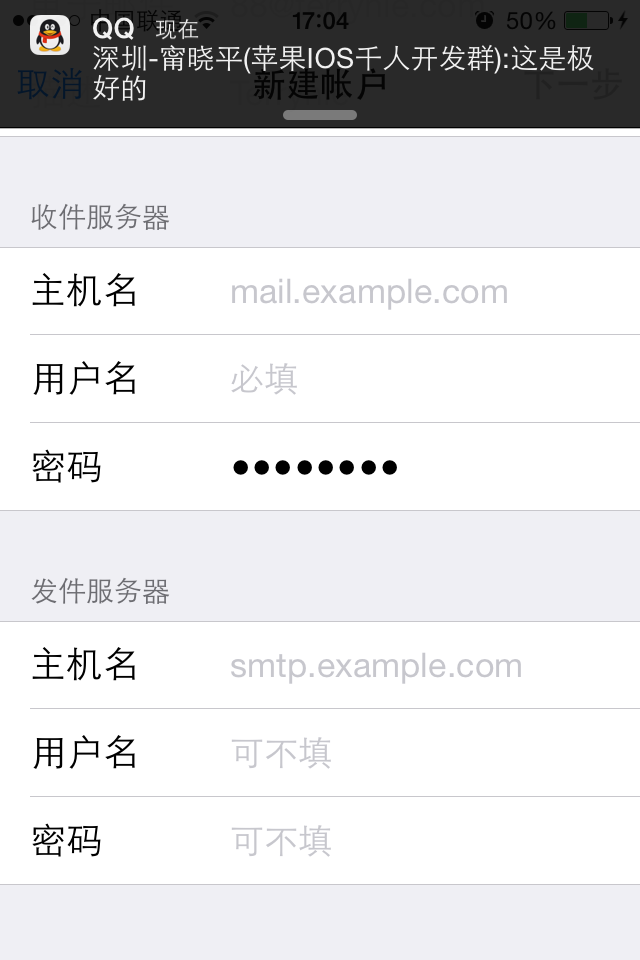 中国联通 17:04 50%
QQ 现在
深圳-甯晓平(苹果IOS千人开发群):这是极
好的
取消 新建帐户 下一步
收件服务器
主机名 mail.example.com
用户名 必填
密码 ●●●●●●●●
发件服务器
主机名 smtp.example.com
用户名 可不填
密码 可不填